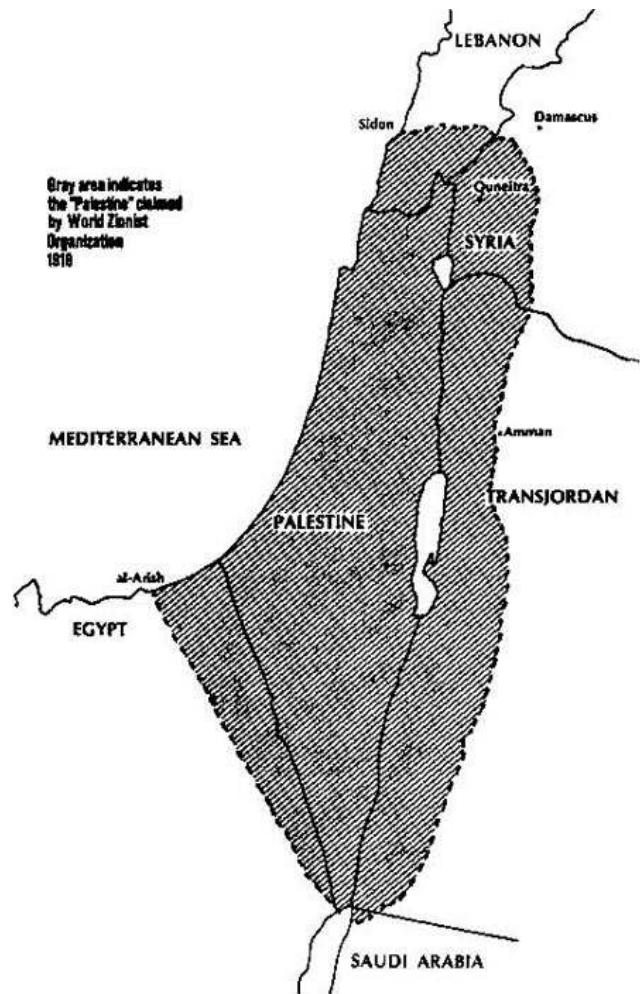 LEBANON
Sidon
Damascus
Gray area indicates
the "Palestine" claimed
by World Zionist
Organization
1918
Quneitra
SYRIA
Amman
MEDITERRANEAN SEA
TRANSJORDAN
PALESTINE
al-Arish
EGYPT
SAUDI ARABIA